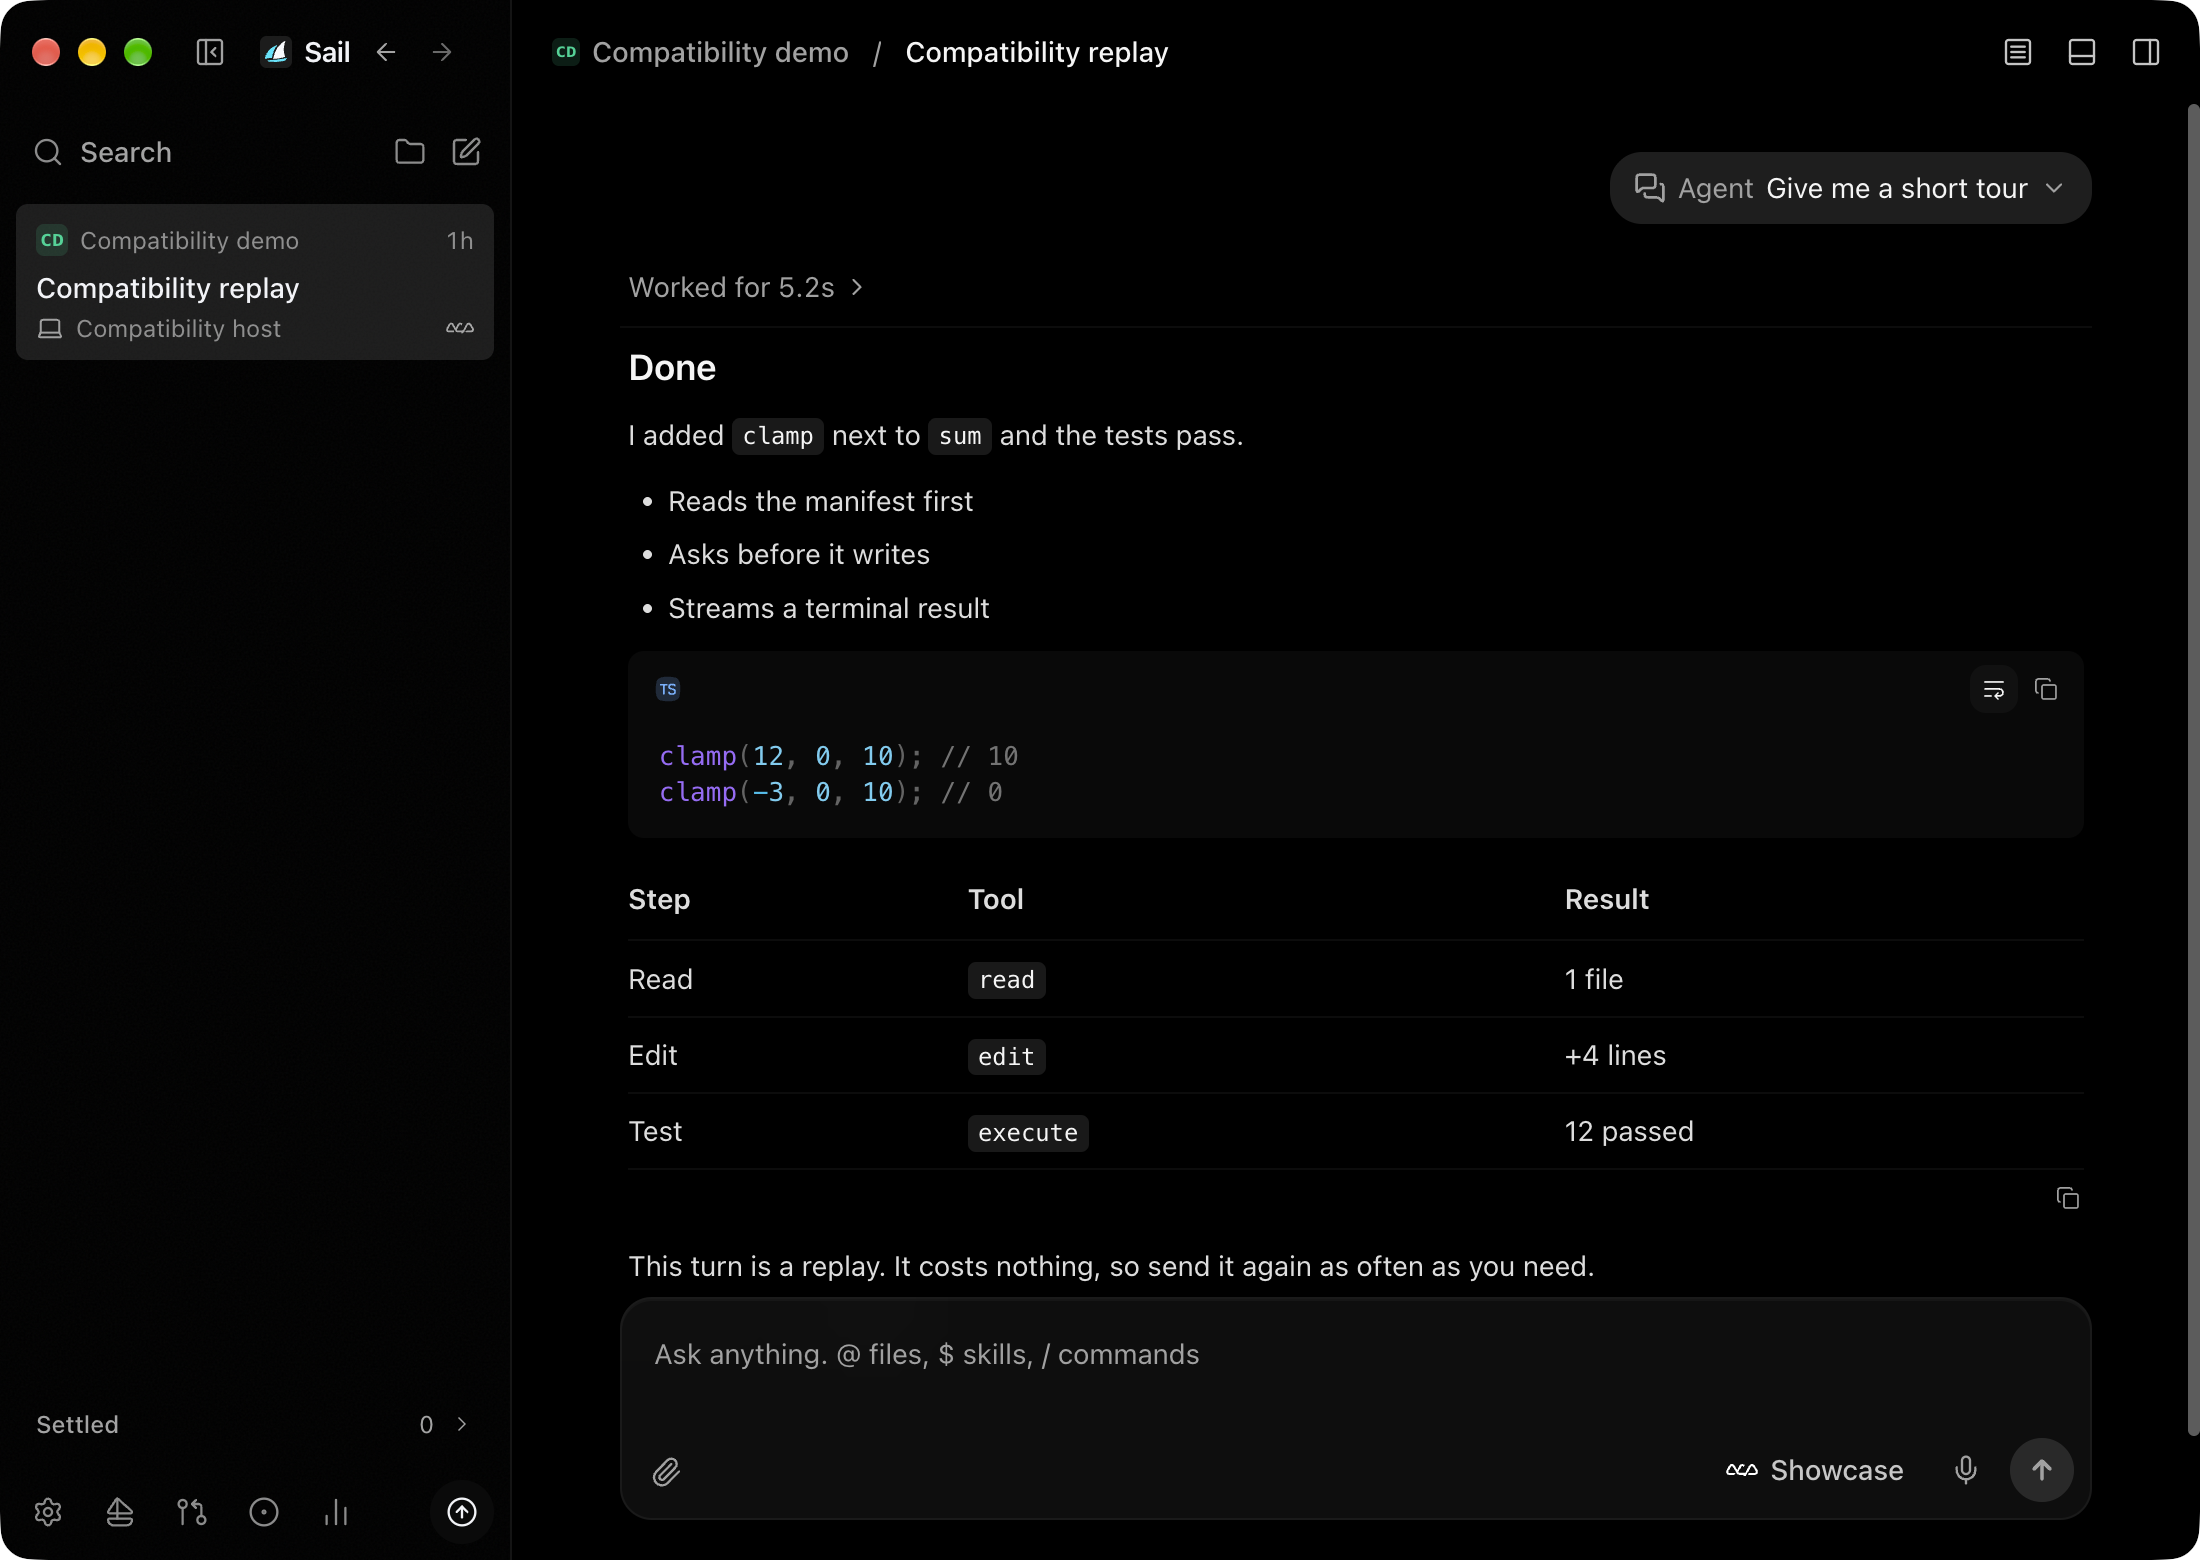 Sail
CD Compatibility demo / Compatibility replay
Search
CD Compatibility demo 1h
Compatibility replay
Compatibility host
Agent Give me a short tour
Worked for 5.2s
Done
I added clamp next to sum and the tests pass.
• Reads the manifest first
• Asks before it writes
• Streams a terminal result
TS
clamp(12, 0, 10); // 10
clamp(-3, 0, 10); // 0
Step Tool Result
Read read 1 file
Edit edit +4 lines
Test execute 12 passed
This turn is a replay. It costs nothing, so send it again as often as you need.
Ask anything. @ files, $ skills, / commands
Showcase
Settled 0